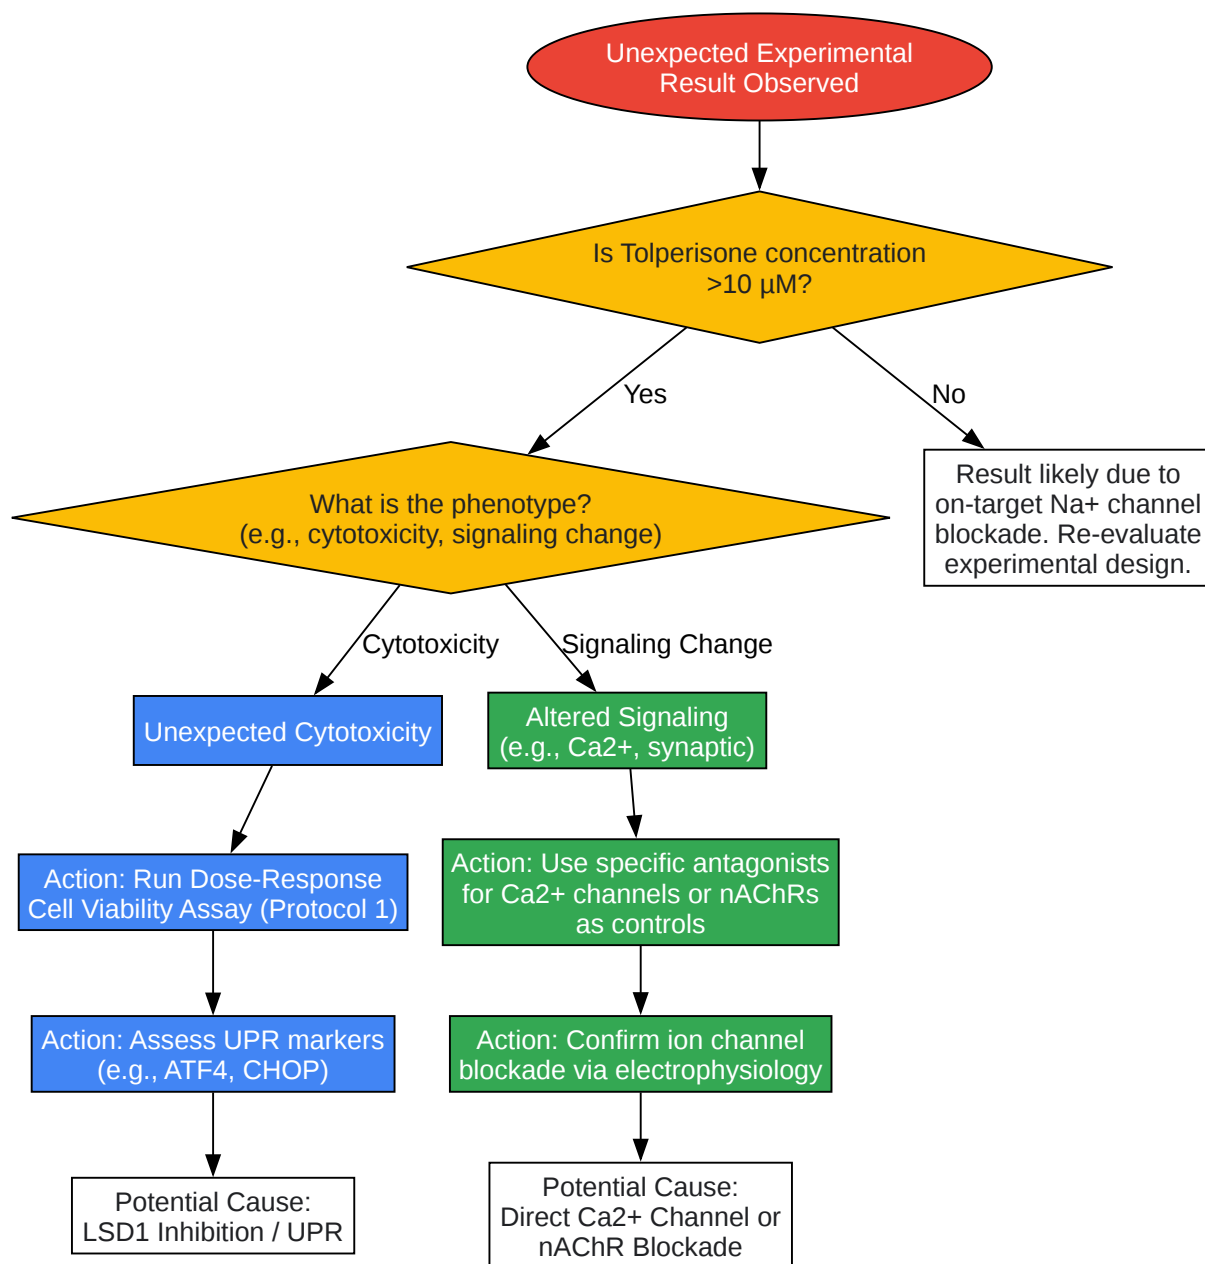 Unexpected Experimental
Result Observed
Is Tolperisone concentration
>10 µM?
Yes
No
What is the phenotype?
(e.g., cytotoxicity, signaling change)
Result likely due to
on-target Na+ channel
blockade. Re-evaluate
experimental design.
Cytotoxicity
Signaling Change
Unexpected Cytotoxicity
Altered Signaling
(e.g., Ca2+, synaptic)
Action: Run Dose-Response
Cell Viability Assay (Protocol 1)
Action: Use specific antagonists
for Ca2+ channels or nAChRs
as controls
Action: Assess UPR markers
(e.g., ATF4, CHOP)
Action: Confirm ion channel
blockade via electrophysiology
Potential Cause:
LSD1 Inhibition / UPR
Potential Cause:
Direct Ca2+ Channel or
nAChR Blockade